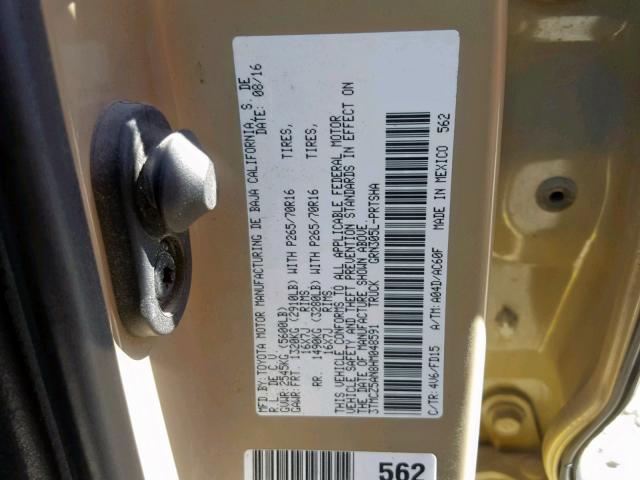 MFD. BY: TOYOTA MOTOR MANUFACTURING DE BAJA CALIFORNIA, S. DE
R. L. DE C.V. DATE: 08/16
GVWR: 2545KG (5600LB)
GAWR: FRT. 1320KG (2910LB) WITH P265/70R16 TIRES,
16X7J RIMS
RR. 1490KG (3280LB) WITH P265/70R16 TIRES,
16X7J RIMS
THIS VEHICLE CONFORMS TO ALL APPLICABLE FEDERAL MOTOR
VEHICLE SAFETY AND THEFT PREVENTION STANDARDS IN EFFECT ON
THE DATE OF MANUFACTURE SHOWN ABOVE.
3TMCZ5AN8HM048591 TRUCK GRN305L-PRTSHA
C/TR: 4V6/FD15 A/TM: A04D/AC60F MADE IN MEXICO 562
562